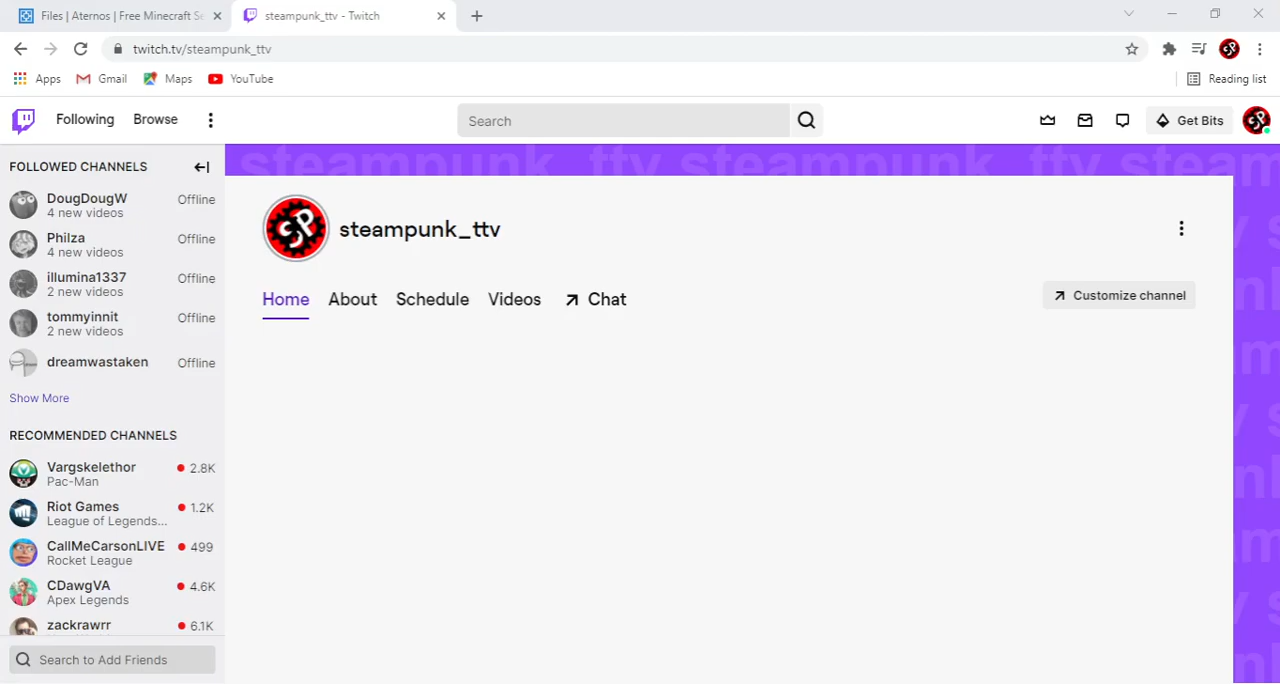 Files | Aternos | Free Minecraft Se
steampunk_ttv - Twitch
twitch.tv/steampunk_ttv
Apps
Gmail
Maps
YouTube
Reading list
Following
Browse
Search
Get Bits
steampunk_ttv steampunk_ttv steam
FOLLOWED CHANNELS
DougDougW
Offline
4 new videos
Philza
Offline
4 new videos
illumina1337
Offline
2 new videos
tommyinnit
Offline
2 new videos
dreamwastaken
Offline
Show More
RECOMMENDED CHANNELS
Vargskelethor
2.8K
Pac-Man
Riot Games
1.2K
League of Legends...
CallMeCarsonLIVE
499
Rocket League
CDawgVA
4.6K
Apex Legends
zackrawrr
6.1K
Search to Add Friends
SP
steampunk_ttv
Home
About
Schedule
Videos
Chat
Customize channel